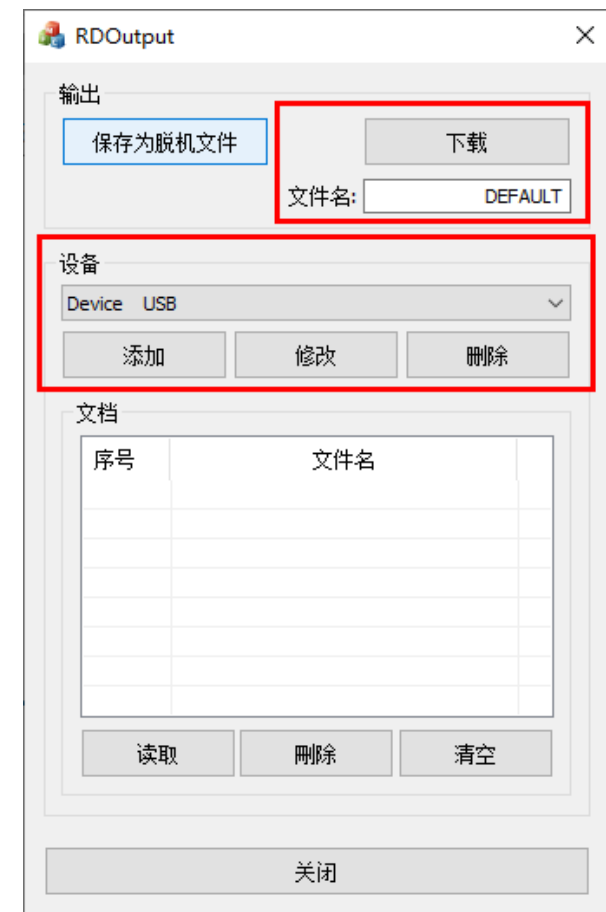 RDOutput
输出
保存为脱机文件 下载
文件名: DEFAULT
设备
Device USB
添加 修改 删除
文档
序号 文件名
读取 删除 清空
关闭